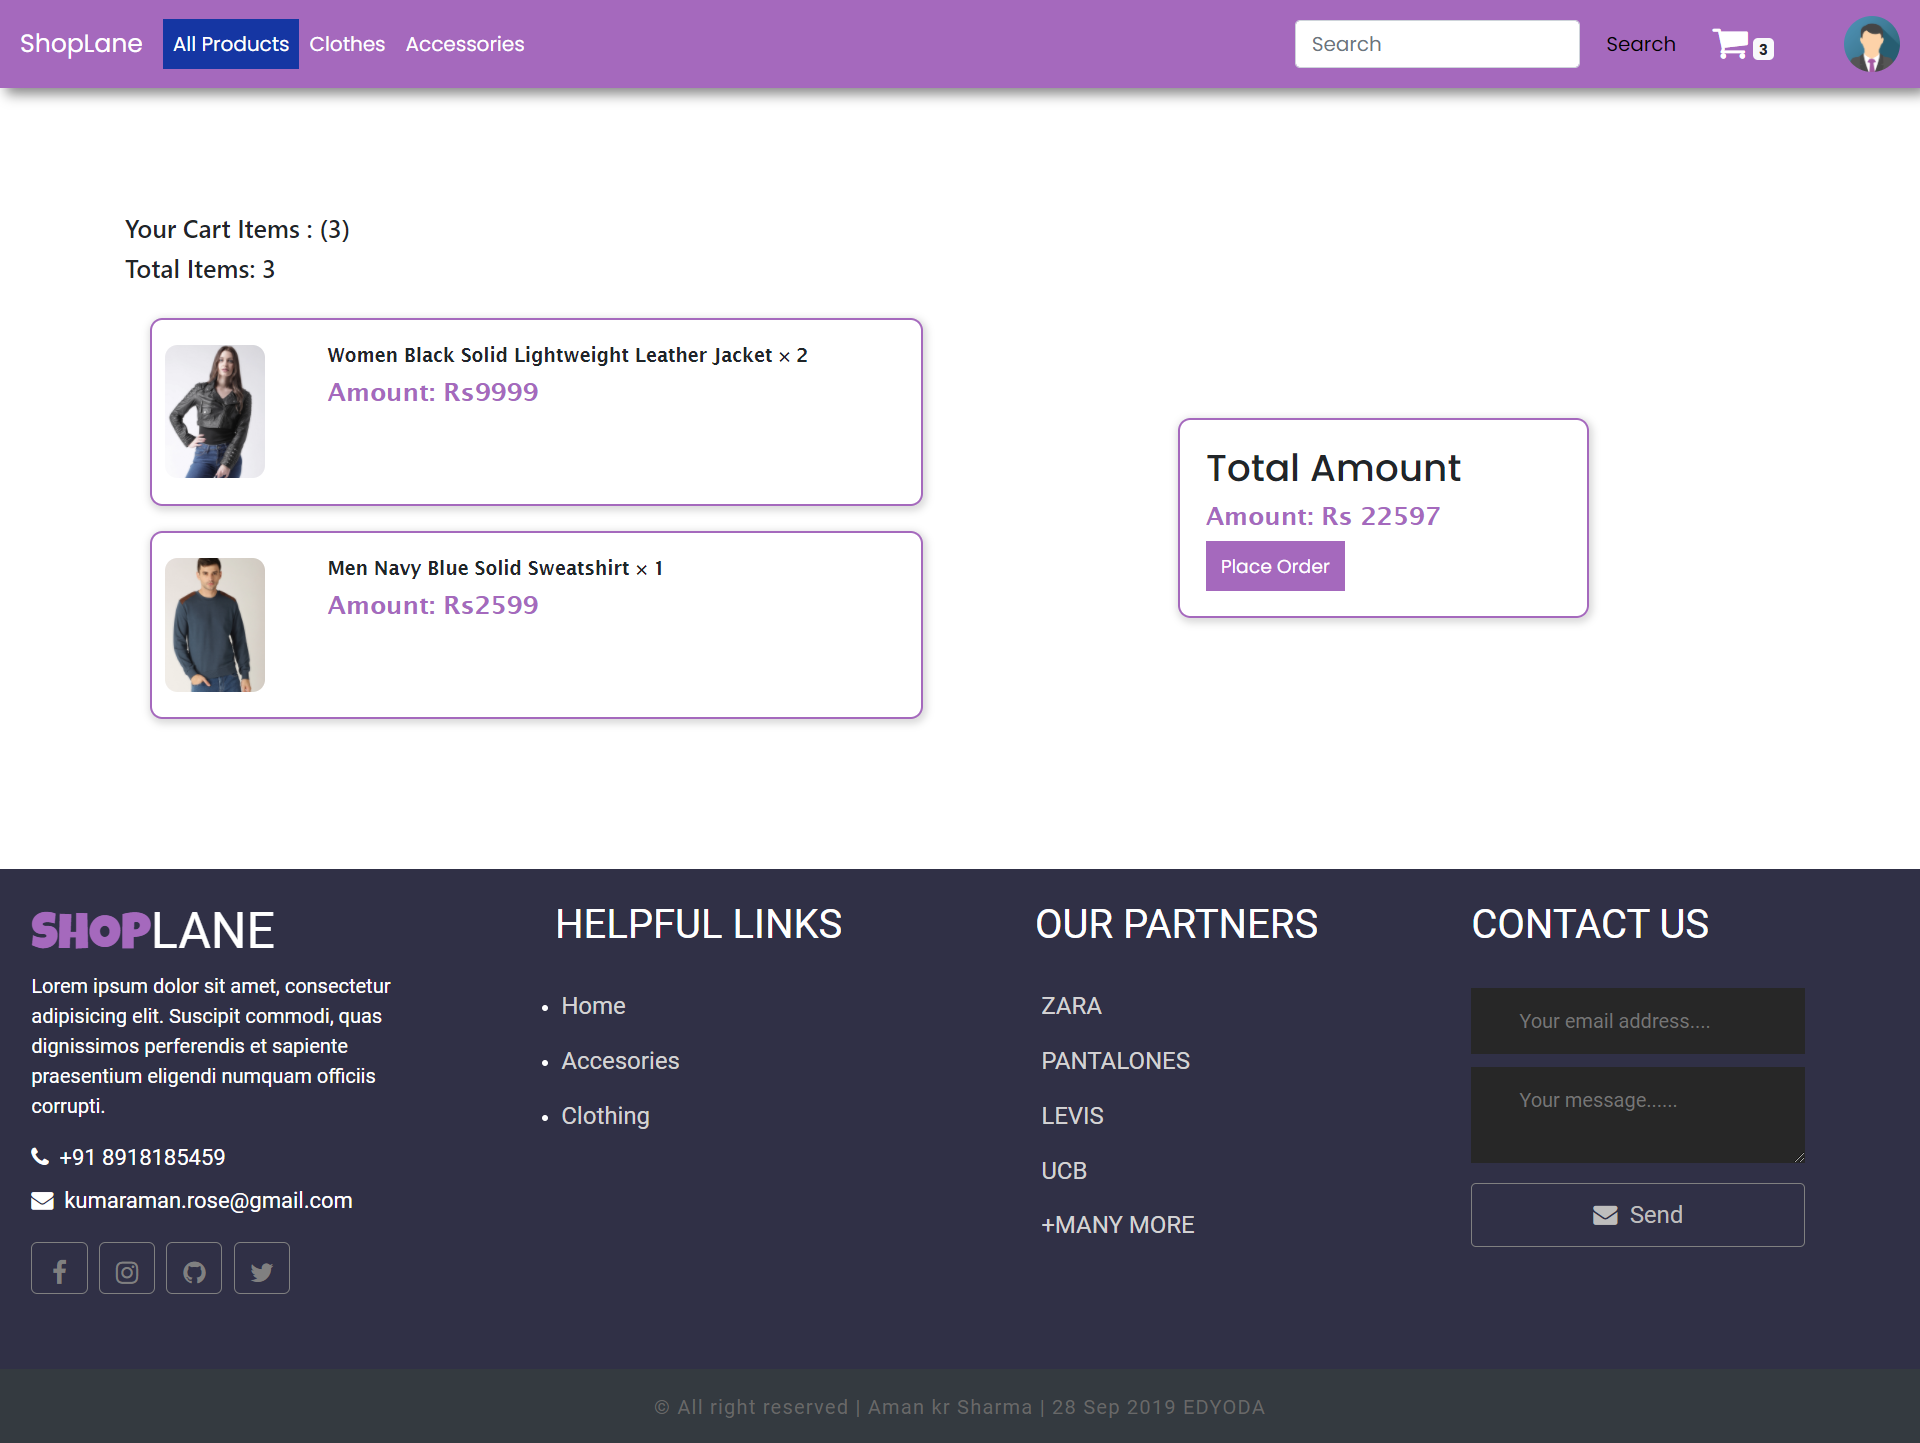 ShopLane
All Products
Clothes
Accessories
Search
Search
3
Your Cart Items : (3)
Total Items: 3
Women Black Solid Lightweight Leather Jacket × 2
Amount: Rs9999
Men Navy Blue Solid Sweatshirt × 1
Amount: Rs2599
Total Amount
Amount: Rs 22597
Place Order
SHOPLANE
Lorem ipsum dolor sit amet, consectetur
adipisicing elit. Suscipit commodi, quas
dignissimos perferendis et sapiente
praesentium eligendi numquam officiis
corrupti.
+91 8918185459
kumaraman.rose@gmail.com
HELPFUL LINKS
• Home
• Accesories
• Clothing
OUR PARTNERS
ZARA
PANTALONES
LEVIS
UCB
+MANY MORE
CONTACT US
Your email address....
Your message......
Send
© All right reserved | Aman kr Sharma | 28 Sep 2019 EDYODA